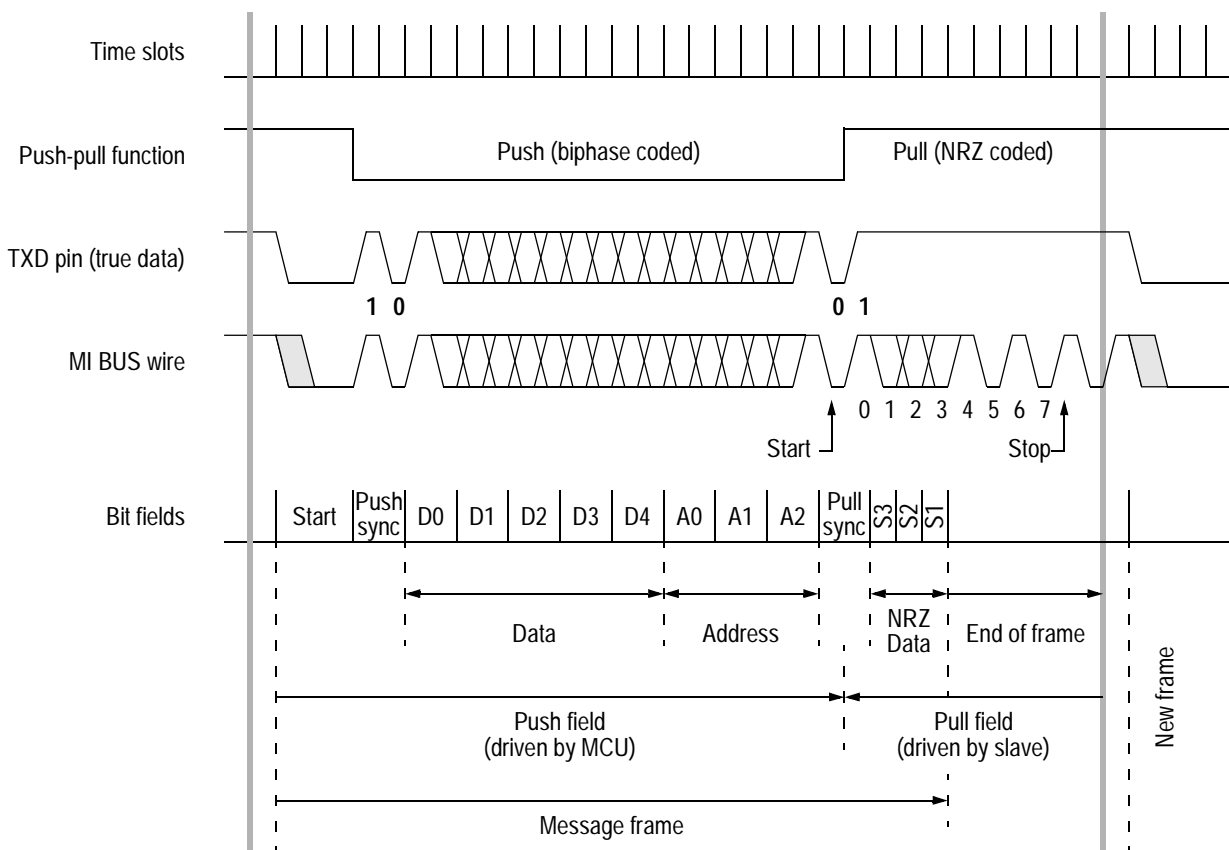 Time slots
Push-pull function
Push (biphase coded)
Pull (NRZ coded)
TXD pin (true data)
1 0
0 1
MI BUS wire
0 1 2 3 4 5 6 7
Start
Stop
Bit fields
Start
Push
sync
D0
D1
D2
D3
D4
A0
A1
A2
Pull
sync
S3
S2
S1
Data
Address
NRZ
Data
End of frame
Push field
(driven by MCU)
Pull field
(driven by slave)
New frame
Message frame